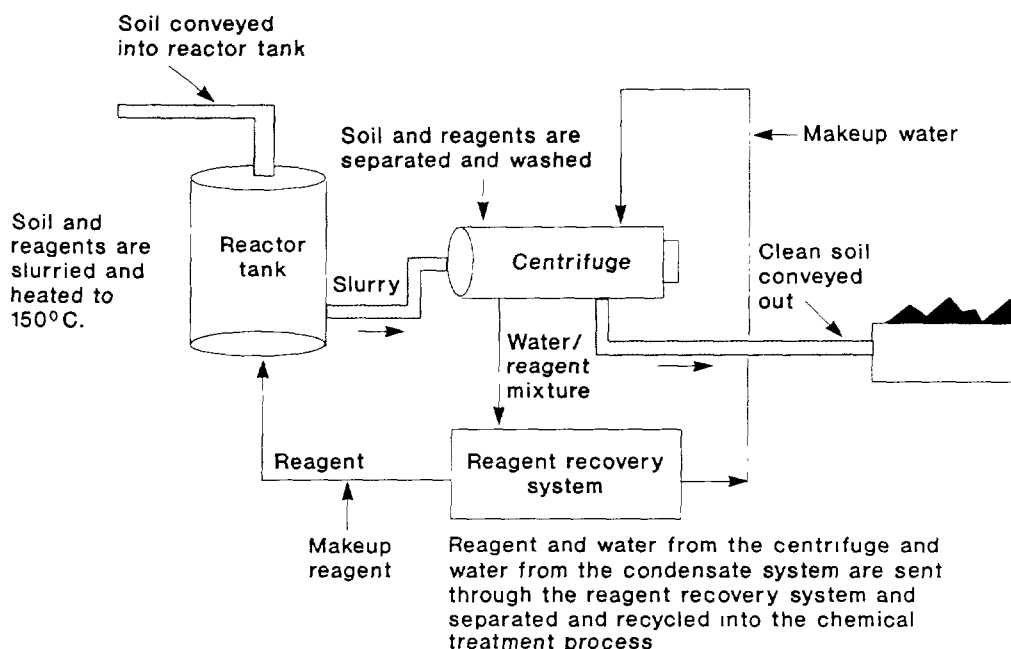 Soil conveyed
into reactor tank
Soil and reagents are
separated and washed
Makeup water
Soil and
reagents are
slurried and
heated to
150°C.
Reactor
tank
Slurry
Centrifuge
Clean soil
conveyed
out
Water/
reagent
mixture
Reagent
Reagent recovery
system
Makeup
reagent
Reagent and water from the centrifuge and
water from the condensate system are sent
through the reagent recovery system and
separated and recycled into the chemical
treatment process